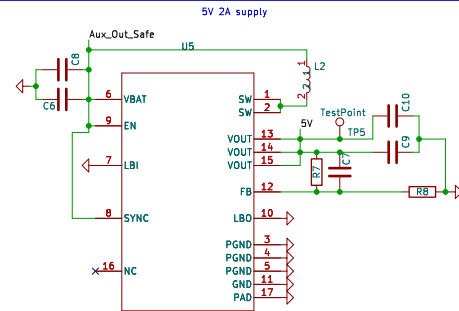 5V 2A supply
Aux_Out_Safe
U5
C8
C6
L2
1
2
6 VBAT
9 EN
7 LBI
8 SYNC
16 NC
SW 1
SW 2
VOUT 13
VOUT 14
VOUT 15
FB 12
LBO 10
PGND 3
PGND 4
PGND 5
GND 11
PAD 17
5V
TestPoint
TP5
C10
C9
R7
C7
R8